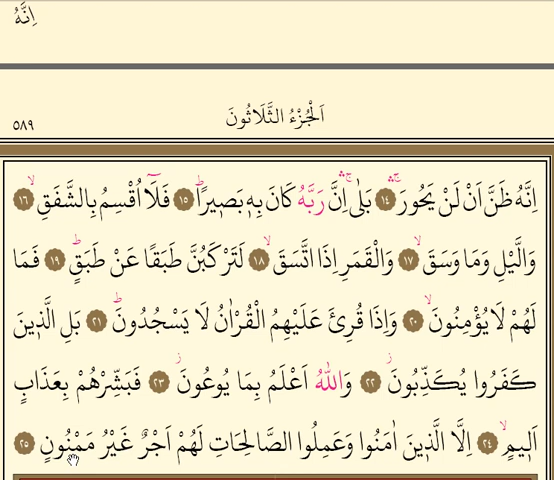 اِنَّهُ
اَلْجُزْءُ الثَّلَاثُونَ ٥٨٩
اِنَّهُ ظَنَّ اَنْ لَنْ يَحُورَۚۛ ﴿١٤﴾ بَلٰىۚۛ اِنَّ رَبَّهُ كَانَ بِه۪ بَص۪يرًاۜ ﴿١٥﴾ فَلَٓا اُقْسِمُ بِالشَّفَقِۙ ﴿١٦﴾
وَالَّيْلِ وَمَا وَسَقَۙ ﴿١٧﴾ وَالْقَمَرِ اِذَا اتَّسَقَۙ ﴿١٨﴾ لَتَرْكَبُنَّ طَبَقًا عَنْ طَبَقٍۜ ﴿١٩﴾ فَمَا
لَهُمْ لَا يُؤْمِنُونَۙ ﴿٢٠﴾ وَاِذَا قُرِئَ عَلَيْهِمُ الْقُرْاٰنُ لَا يَسْجُدُونَۜ ﴿٢١﴾ بَلِ الَّذ۪ينَ
كَفَرُوا يُكَذِّبُونَۘ ﴿٢٢﴾ وَاللّٰهُ اَعْلَمُ بِمَا يُوعُونَۘ ﴿٢٣﴾ فَبَشِّرْهُمْ بِعَذَابٍ
اَل۪يمٍۙ ﴿٢٤﴾ اِلَّا الَّذ۪ينَ اٰمَنُوا وَعَمِلُوا الصَّالِحَاتِ لَهُمْ اَجْرٌ غَيْرُ مَمْنُونٍ ﴿٢٥﴾